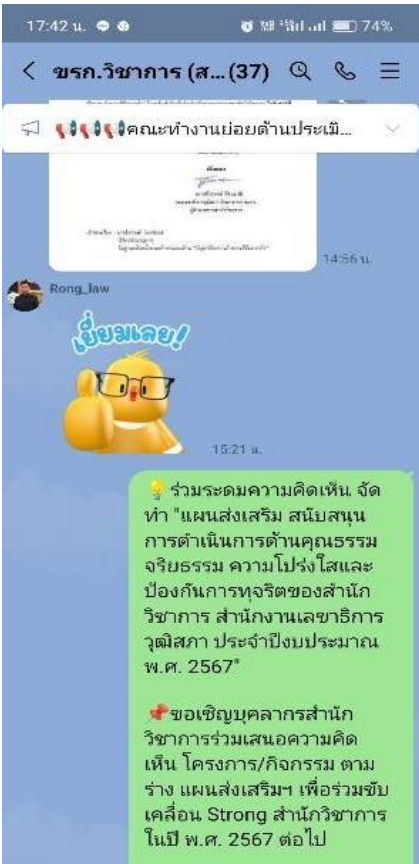 17:42 น.
74%
ขรก.วิชาการ (ส...(37)
คณะทำงานย่อยด้านประเมิ...
14:56 น.
Rong_law
เยี่ยมเลย!
15:21 น.
ร่วมระดมความคิดเห็น จัด
ทำ "แผนส่งเสริม สนับสนุน
การดำเนินการด้านคุณธรรม
จริยธรรม ความโปร่งใสและ
ป้องกันการทุจริตของสำนัก
วิชาการ สำนักงานเลขาธิการ
วุฒิสภา ประจำปีงบประมาณ
พ.ศ. 2567"
ขอเชิญบุคลากรสำนัก
วิชาการร่วมเสนอความคิด
เห็น โครงการ/กิจกรรม ตาม
ร่าง แผนส่งเสริมฯ เพื่อร่วมขับ
เคลื่อน Strong สำนักวิชาการ
ในปี พ.ศ. 2567 ต่อไป